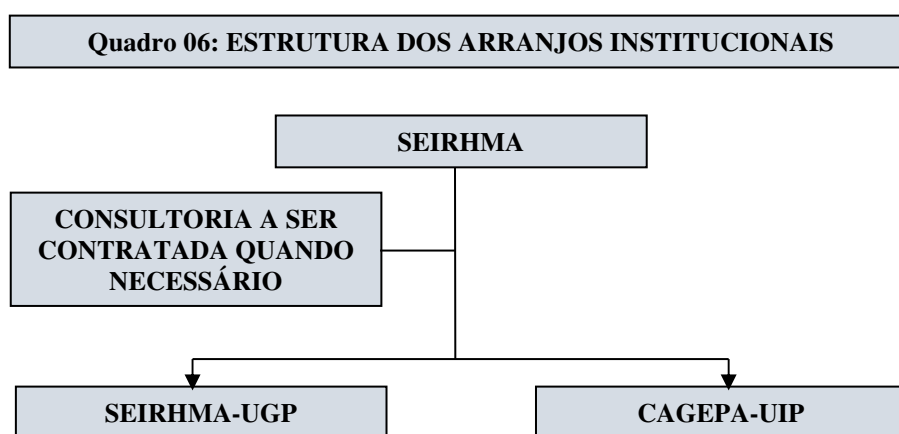 Quadro 06: ESTRUTURA DOS ARRANJOS INSTITUCIONAIS
SEIRHMA
CONSULTORIA A SER
CONTRATADA QUANDO
NECESSÁRIO
SEIRHMA-UGP
CAGEPA-UIP